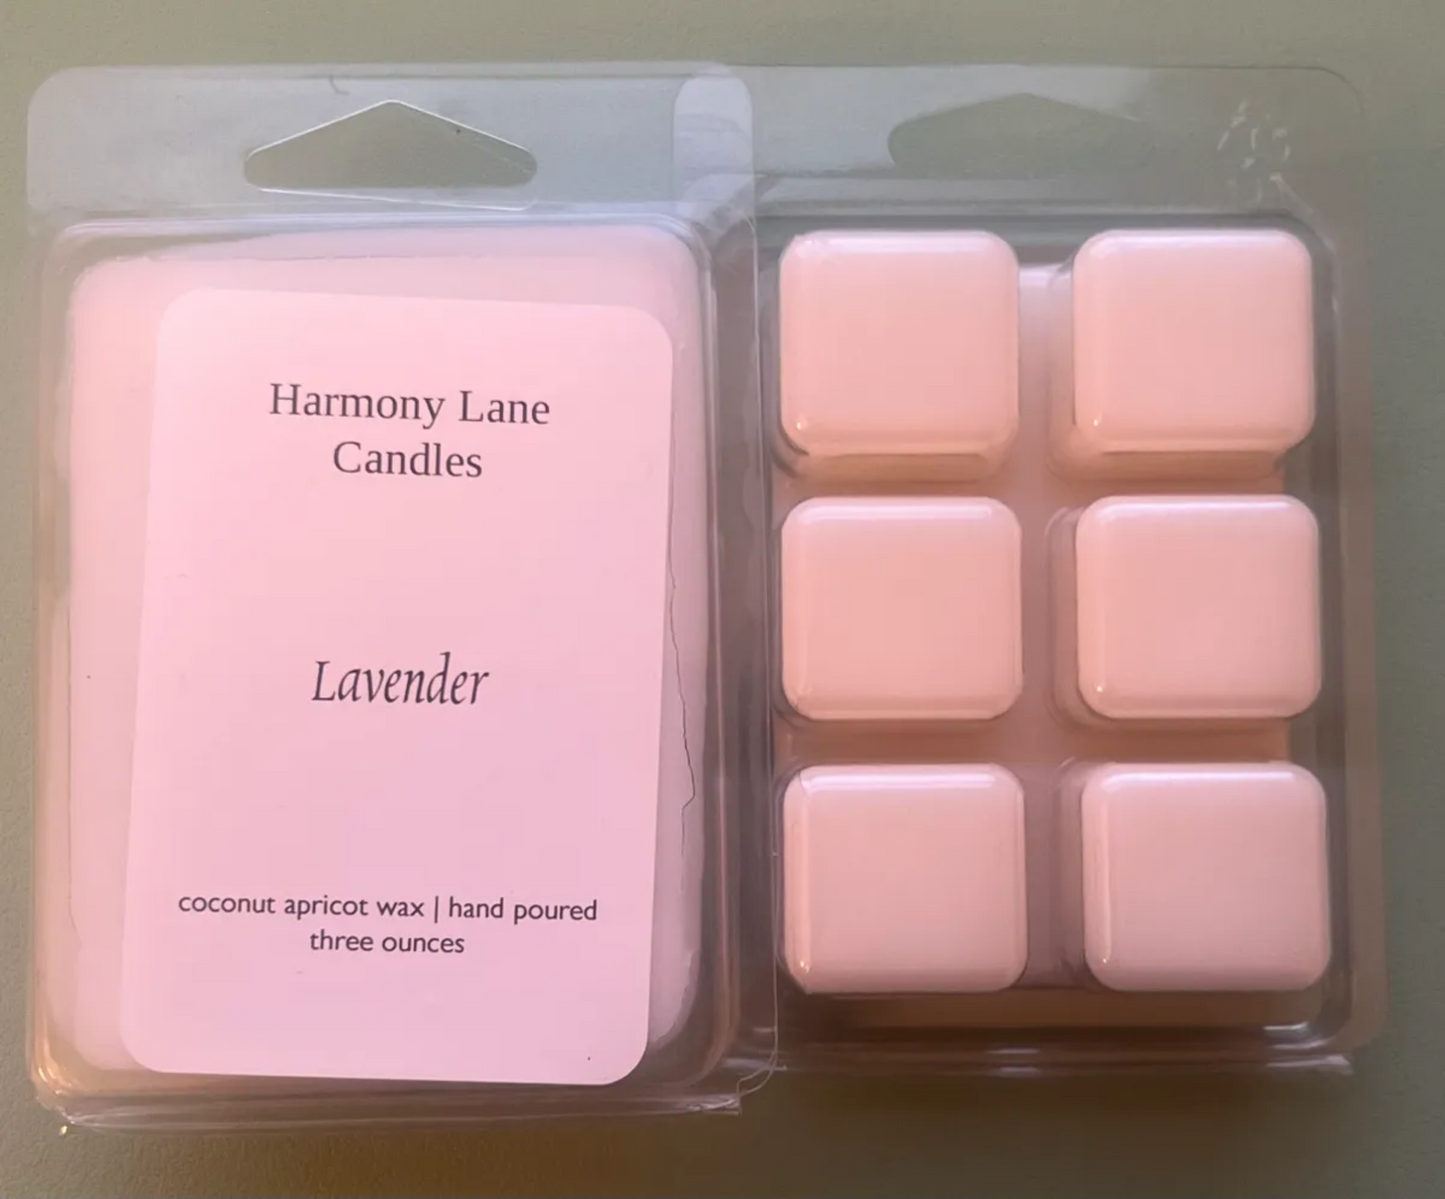 Harmony Lane
Candles
Lavender
coconut apricot wax | hand poured
three ounces